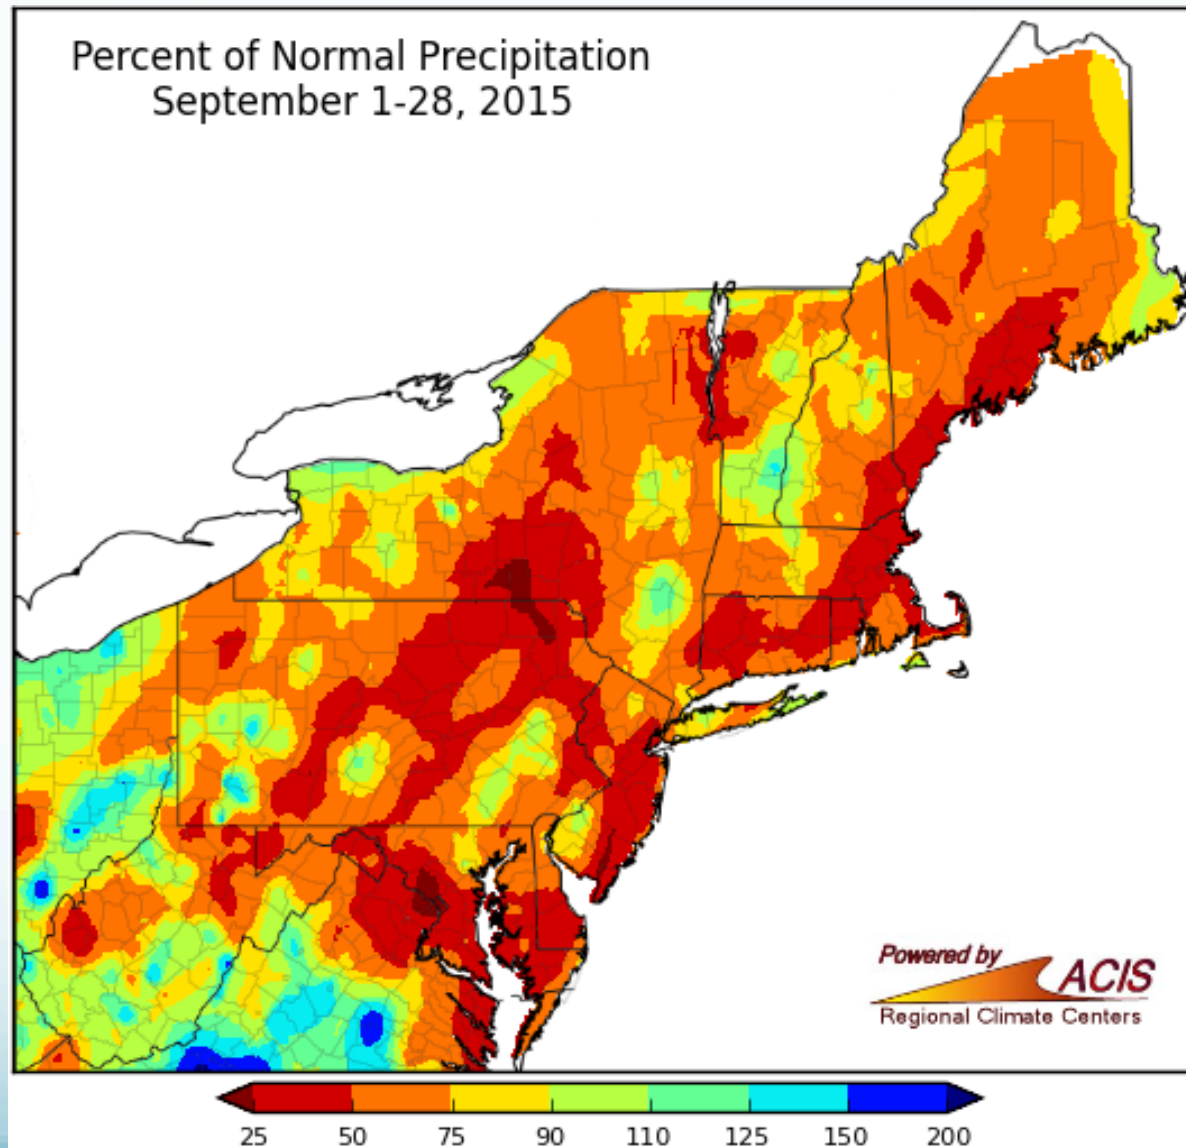 Percent of Normal Precipitation
September 1-28, 2015
Powered by
ACIS
Regional Climate Centers
25 50 75 90 110 125 150 200